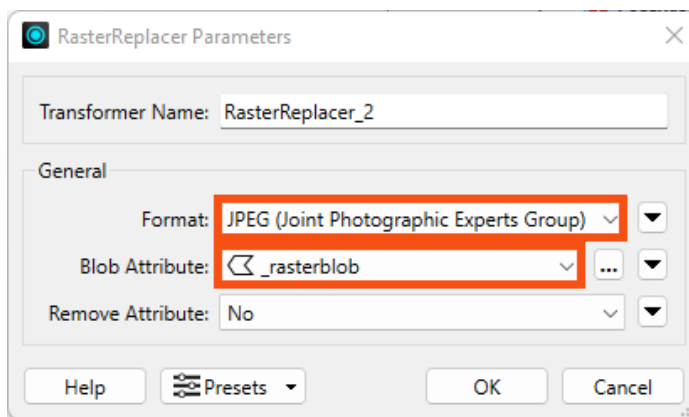 RasterReplacer Parameters
Transformer Name: RasterReplacer_2
General
Format: JPEG (Joint Photographic Experts Group)
Blob Attribute: _rasterblob ...
Remove Attribute: No
Help Presets OK Cancel